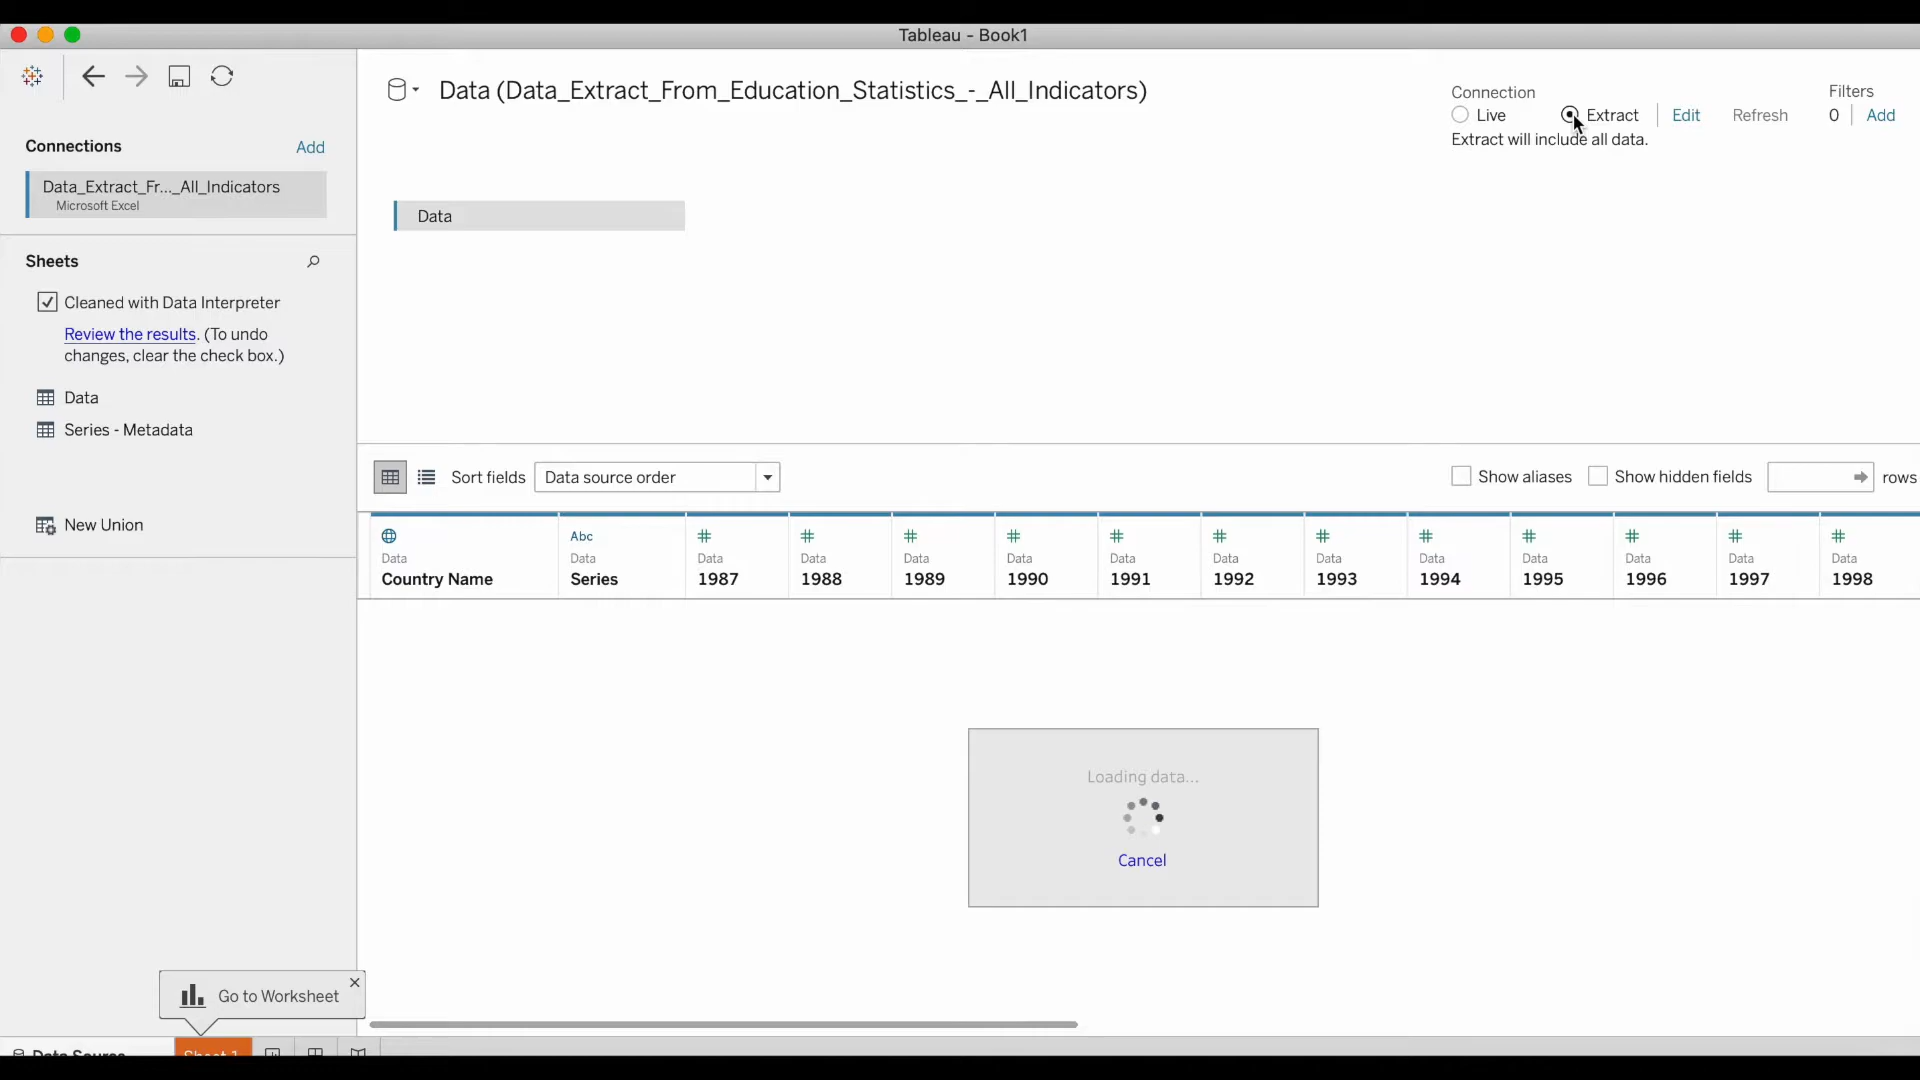 Tableau - Book1
Data (Data_Extract_From_Education_Statistics_-_All_Indicators)
Connection
Live
Extract
Edit
Refresh
Extract will include all data.
Filters
0
Add
Connections
Add
Data_Extract_Fr..._All_Indicators
Microsoft Excel
Data
Sheets
Cleaned with Data Interpreter
Review the results. (To undo
changes, clear the check box.)
Data
Series - Metadata
New Union
Sort fields
Data source order
Show aliases
Show hidden fields
rows
Abc
Data Data Data Data Data Data Data Data Data Data Data Data Data Data
Country Name Series 1987 1988 1989 1990 1991 1992 1993 1994 1995 1996 1997 1998
Loading data...
Cancel
Go to Worksheet
Data Source
Sheet 1